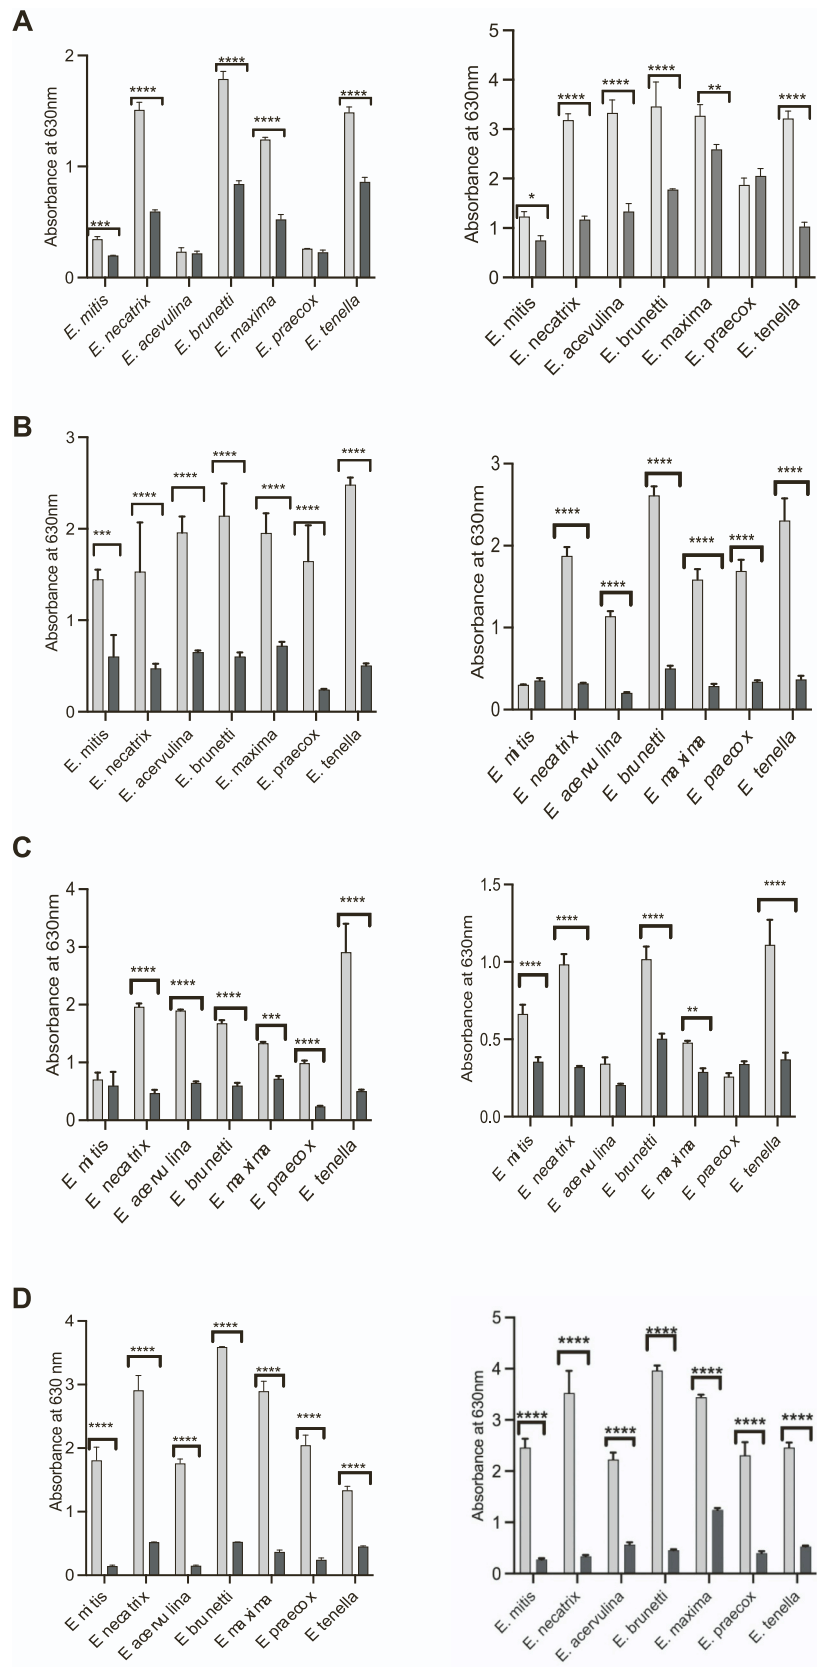 A
Absorbance at 630nm
2
1
0
***
****
****
****
****
E. mitis
E. necatrix
E. acevulina
E. brunetti
E. maxima
E. praecox
E. tenella
Absorbance at 630nm
5
4
3
2
1
0
*
****
****
****
**
****
E. mitis
E. necatrix
E. acevulina
E. brunetti
E. maxima
E. praecox
E. tenella
B
Absorbance at 630nm
3
2
1
0
***
****
****
****
****
****
****
E. mitis
E. necatrix
E. acervulina
E. brunetti
E. maxima
E. praecox
E. tenella
Absorbance at 630nm
3
2
1
0
****
****
****
****
****
****
E mitis
E necatrix
E acervulina
E brunetti
E maxima
E praecox
E tenella
C
Absorbance at 630nm
4
3
2
1
0
****
****
****
***
****
****
E mitis
E necatrix
E acervulina
E brunetti
E maxima
E praecox
E tenella
Absorbance at 630nm
1.5
1.0
0.5
0.0
****
****
****
**
****
E mitis
E necatrix
E acervulina
E brunetti
E maxima
E praecox
E tenella
D
Absorbance at 630 nm
4
3
2
1
0
****
****
****
****
****
****
****
E mitis
E necatrix
E acervulina
E brunetti
E maxima
E praecox
E tenella
Absorbance at 630nm
5
4
3
2
1
0
****
****
****
****
****
****
****
E. mitis
E. necatrix
E. acervulina
E. brunetti
E. maxima
E. praecox
E. tenella